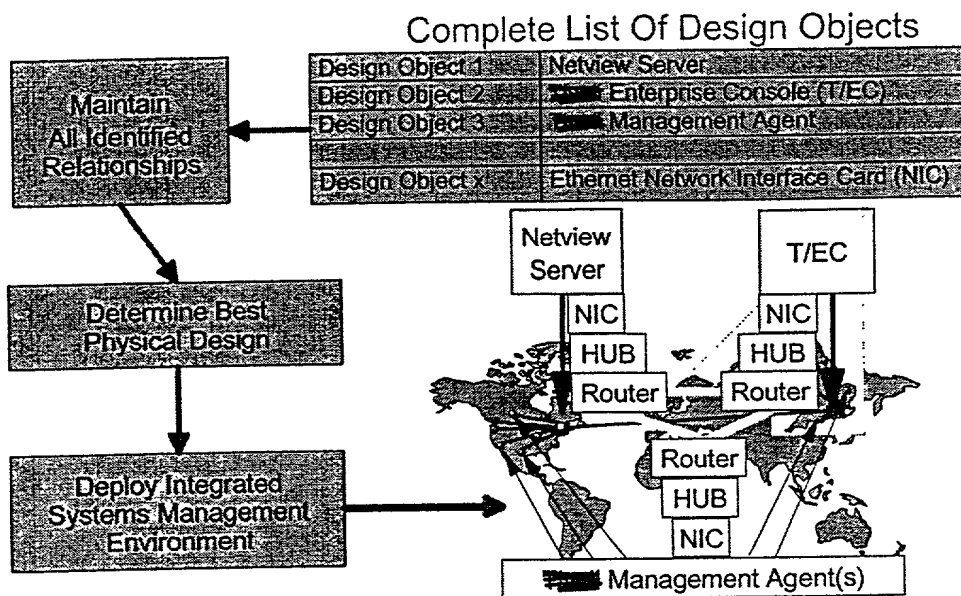 Complete List Of Design Objects
Design Object 1 Netview Server
Design Object 2 Enterprise Console (T/EC)
Design Object 3 Management Agent
Design Object x Ethernet Network Interface Card (NIC)
Maintain
All Identified
Relationships
Determine Best
Physical Design
Deploy Integrated
Systems Management
Environment
Netview
Server
NIC
HUB
Router
T/EC
NIC
HUB
Router
Router
HUB
NIC
Management Agent(s)